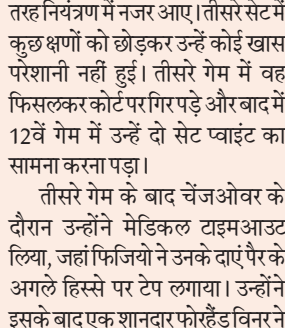 तरह नियंत्रण में नजर आए। तीसरे सेट में
कुछ क्षणों को छोड़कर उन्हें कोई खास
परेशानी नहीं हुई। तीसरे गेम में वह
फिसलकर कोर्ट पर गिर पड़े और बाद में
12वें गेम में उन्हें दो सेट प्वाइंट का
सामना करना पड़ा।
तीसरे गेम के बाद चेंजओवर के
दौरान उन्होंने मेडिकल टाइमआउट
लिया, जहां फिजियो ने उनके दाएं पैर के
अगले हिस्से पर टेप लगाया। उन्होंने
इसके बाद एक शानदार फोरहैंड विनर ने